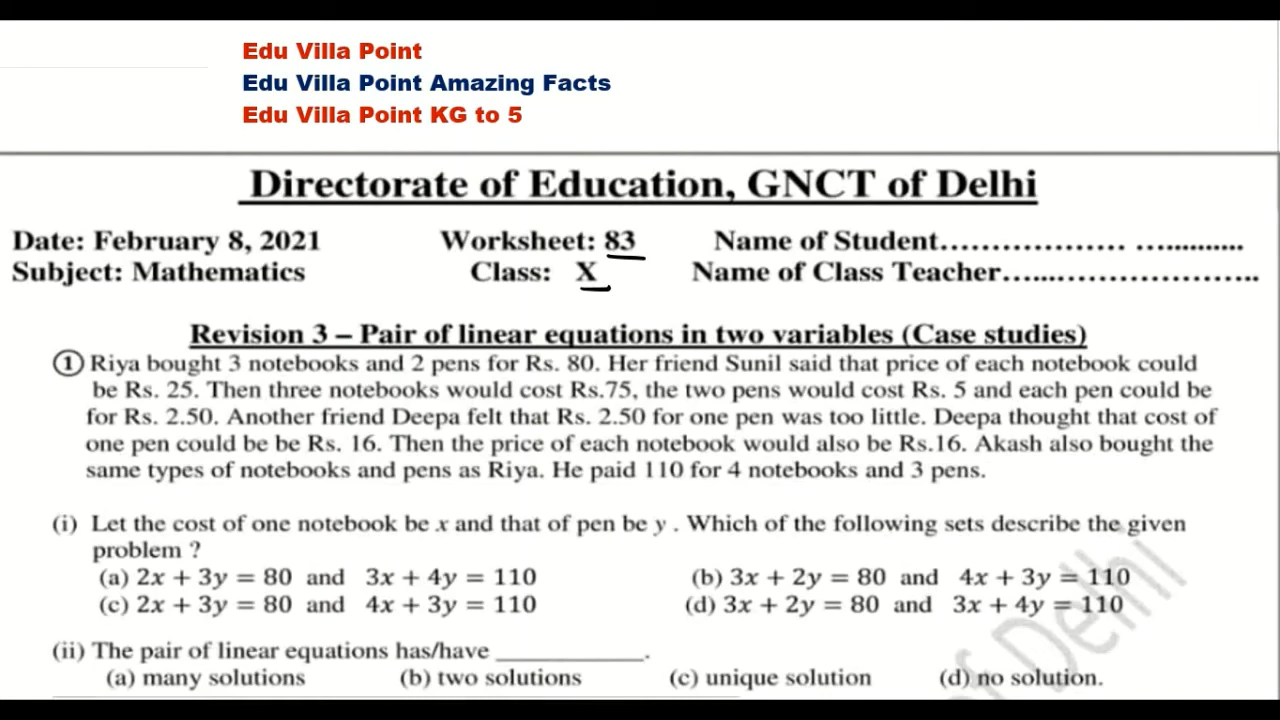 Edu Villa Point
Edu Villa Point Amazing Facts
Edu Villa Point KG to 5
Directorate of Education, GNCT of Delhi
Date: February 8, 2021 Worksheet: 83 Name of Student……………… …..........
Subject: Mathematics Class: X Name of Class Teacher…...………………..
Revision 3 – Pair of linear equations in two variables (Case studies)
① Riya bought 3 notebooks and 2 pens for Rs. 80. Her friend Sunil said that price of each notebook could
be Rs. 25. Then three notebooks would cost Rs.75, the two pens would cost Rs. 5 and each pen could be
for Rs. 2.50. Another friend Deepa felt that Rs. 2.50 for one pen was too little. Deepa thought that cost of
one pen could be be Rs. 16. Then the price of each notebook would also be Rs.16. Akash also bought the
same types of notebooks and pens as Riya. He paid 110 for 4 notebooks and 3 pens.
(i) Let the cost of one notebook be x and that of pen be y . Which of the following sets describe the given
problem ?
(a) 2x + 3y = 80 and 3x + 4y = 110 (b) 3x + 2y = 80 and 4x + 3y = 110
(c) 2x + 3y = 80 and 4x + 3y = 110 (d) 3x + 2y = 80 and 3x + 4y = 110
(ii) The pair of linear equations has/have ____________.
(a) many solutions (b) two solutions (c) unique solution (d) no solution.
of Delhi